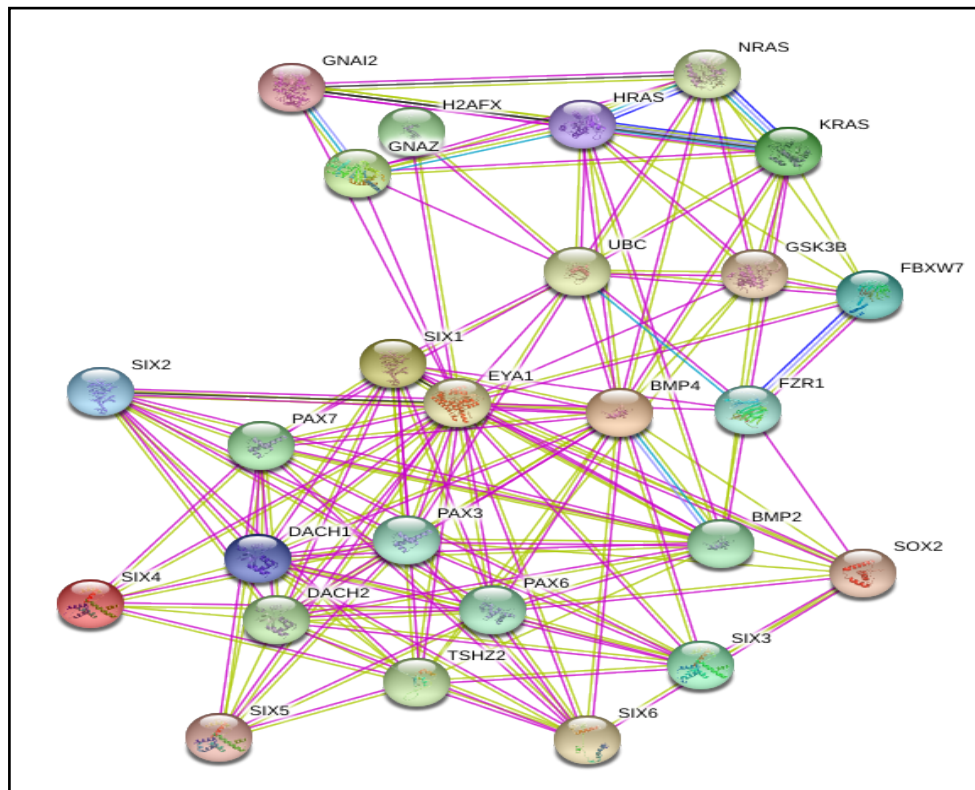 NRAS
GNAI2
HRAS
H2AFX
KRAS
GNAZ
UBC
GSK3B
FBXW7
SIX1
SIX2
EYA1
BMP4
FZR1
PAX7
PAX3
DACH1
BMP2
SOX2
SIX4
PAX6
DACH2
SIX3
TSHZ2
SIX5
SIX6